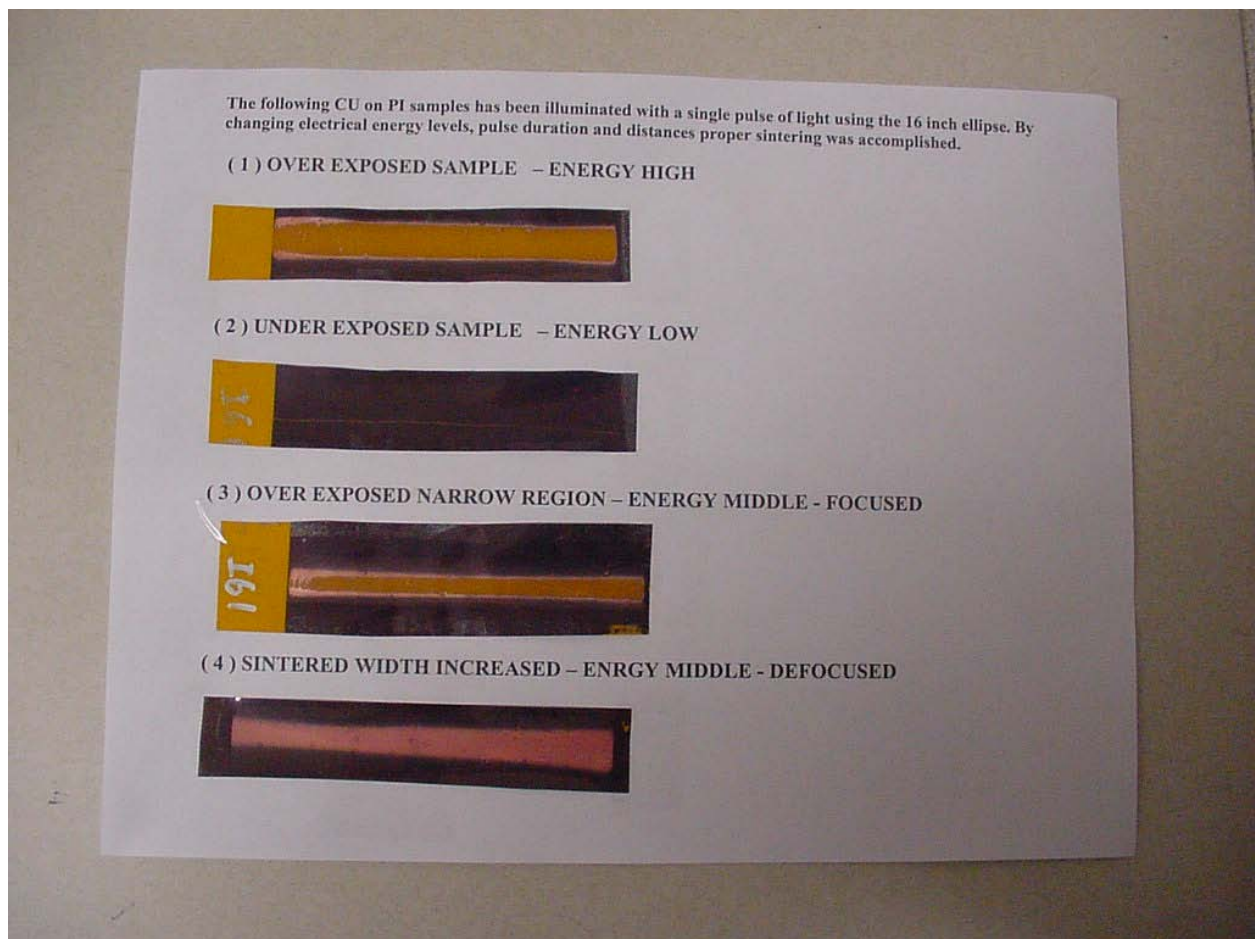 The following CU on PI samples has been illuminated with a single pulse of light using the 16 inch ellipse. By
changing electrical energy levels, pulse duration and distances proper sintering was accomplished.
( 1 ) OVER EXPOSED SAMPLE – ENERGY HIGH
( 2 ) UNDER EXPOSED SAMPLE – ENERGY LOW
( 3 ) OVER EXPOSED NARROW REGION – ENERGY MIDDLE - FOCUSED
( 4 ) SINTERED WIDTH INCREASED – ENRGY MIDDLE - DEFOCUSED